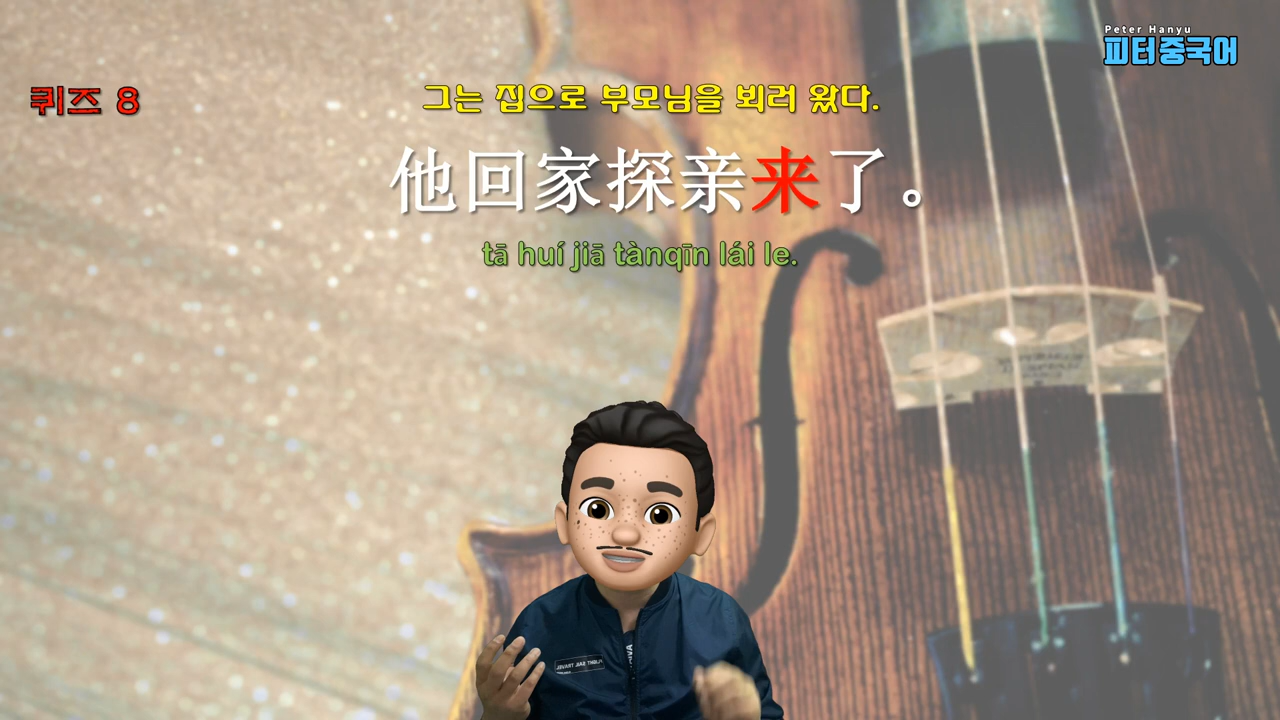 Peter Hanyu
피터중국어
퀴즈 8
그는 집으로 부모님을 뵈러 왔다.
他回家探亲来了。
tā huí jiā tànqīn lái le.